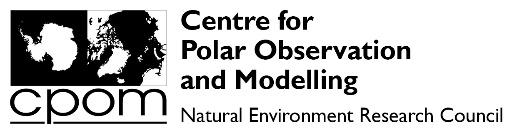 cpom
Centre for
Polar Observation
and Modelling
Natural Environment Research Council